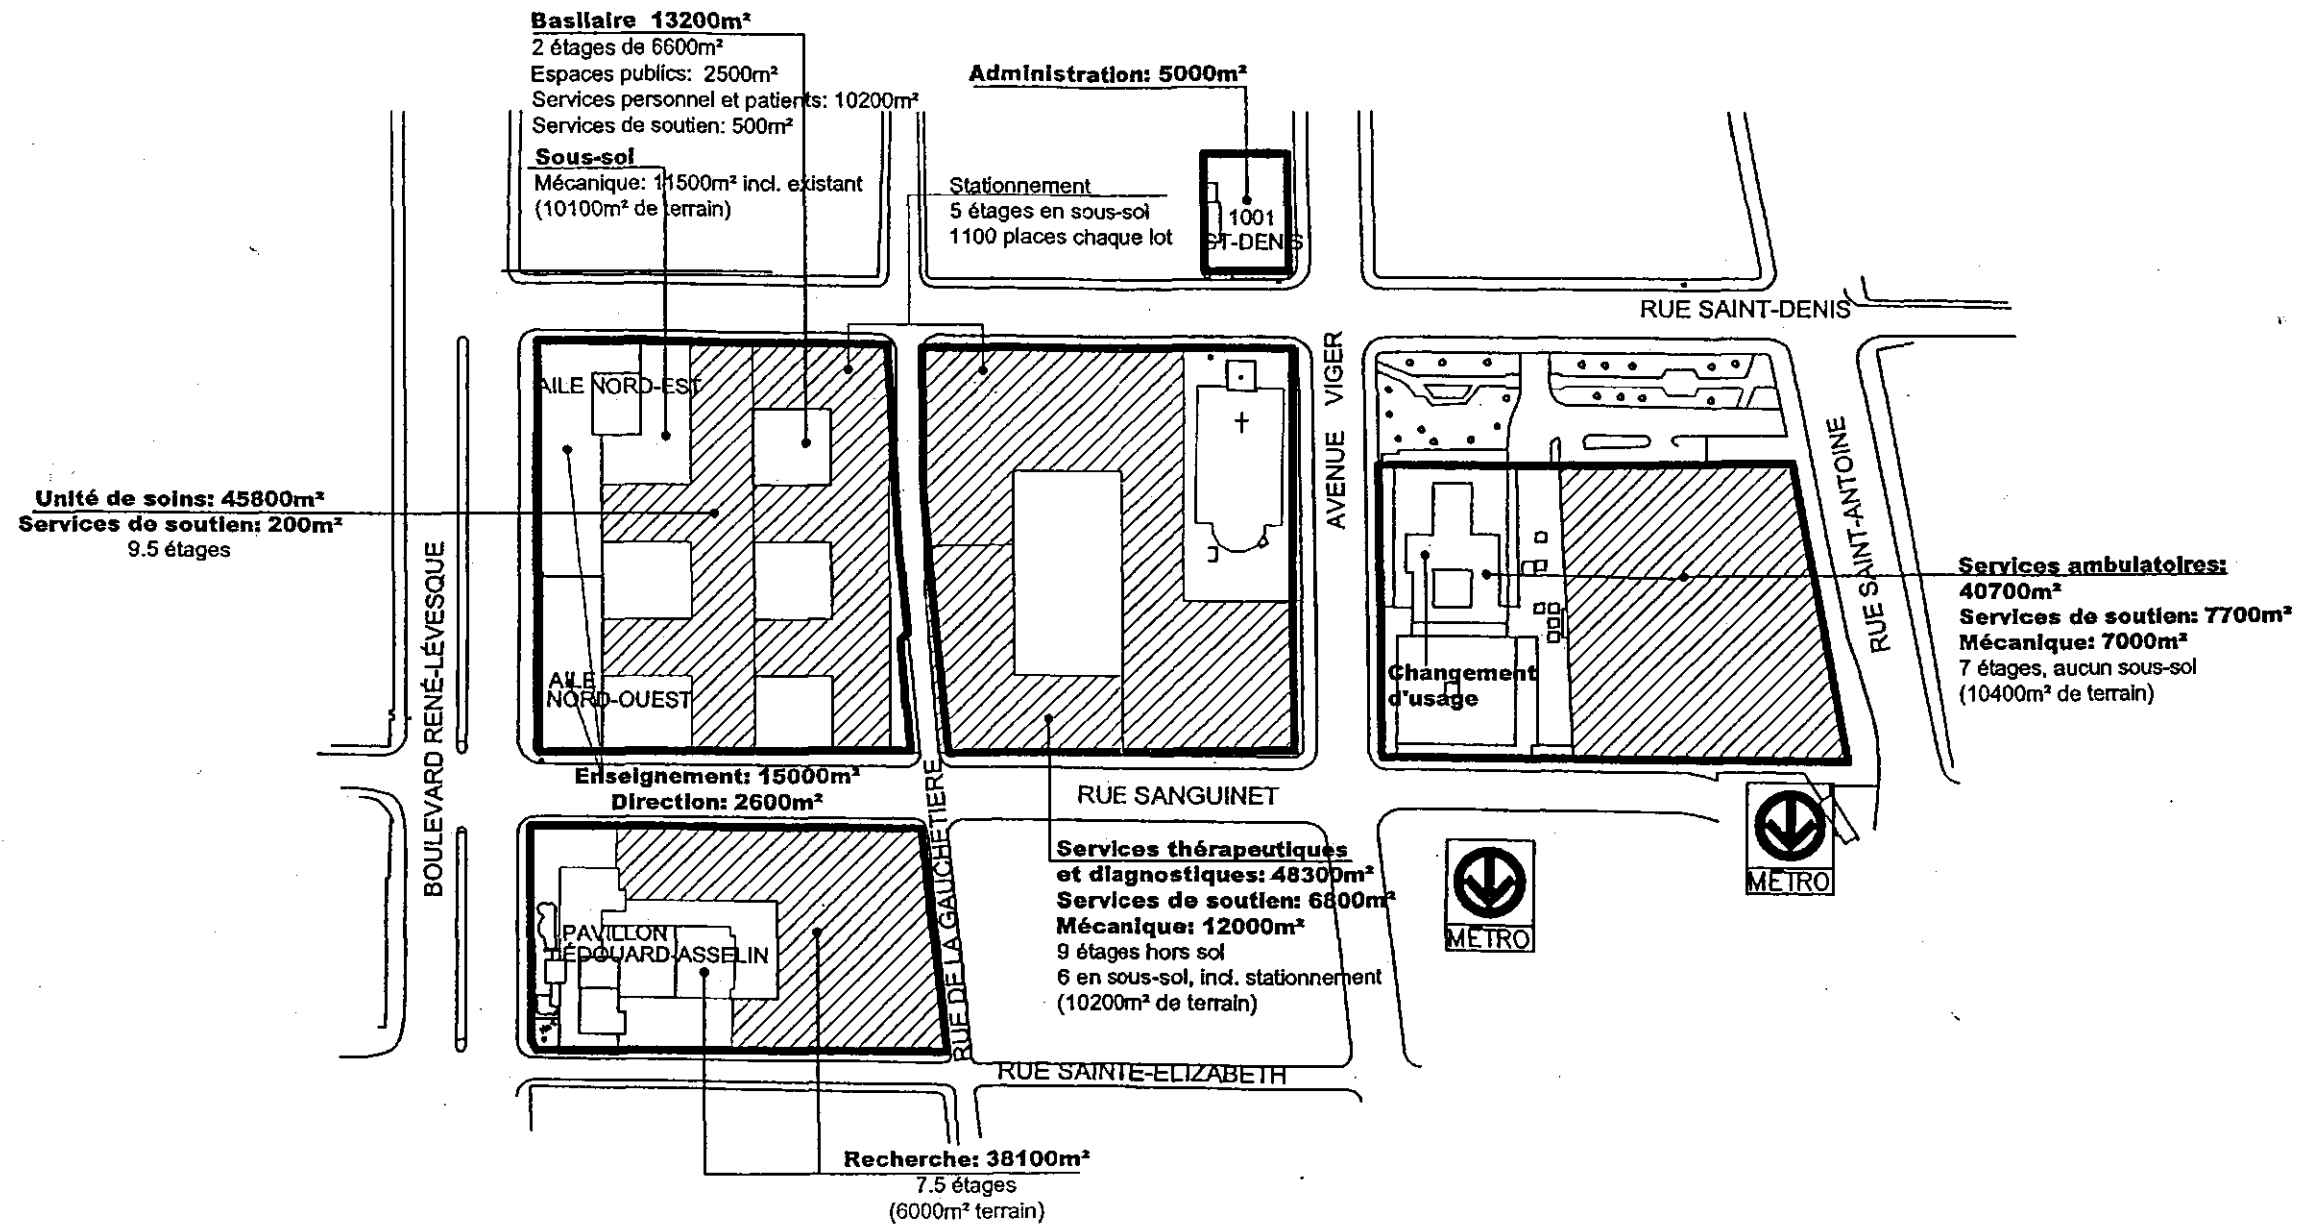 Basilaire 13200m²
2 étages de 6600m²
Espaces publics: 2500m²
Services personnel et patients: 10200m²
Services de soutien: 500m²
Sous-sol
Mécanique: 11500m² incl. existant
(10100m² de terrain)
Administration: 5000m²
Stationnement
5 étages en sous-sol
1100 places chaque lot
1001
ST-DENIS
RUE SAINT-DENIS
AILE NORD-EST
AVENUE VIGER
RUE SAINT-ANTOINE
Unité de soins: 45800m²
Services de soutien: 200m²
9.5 étages
BOULEVARD RENÉ-LÉVESQUE
AILE
NORD-OUEST
Changement
d'usage
Services ambulatoires:
40700m²
Services de soutien: 7700m²
Mécanique: 7000m²
7 étages, aucun sous-sol
(10400m² de terrain)
Enseignement: 15000m²
Direction: 2600m²
RUE DE LA GAUCHETIERE
RUE SANGUINET
Services thérapeutiques
et diagnostiques: 48300m²
Services de soutien: 6800m²
Mécanique: 12000m²
9 étages hors sol
6 en sous-sol, incl. stationnement
(10200m² de terrain)
METRO
METRO
PAVILLON
ÉDOUARD-ASSELIN
RUE SAINTE-ELIZABETH
Recherche: 38100m²
7.5 étages
(6000m² terrain)